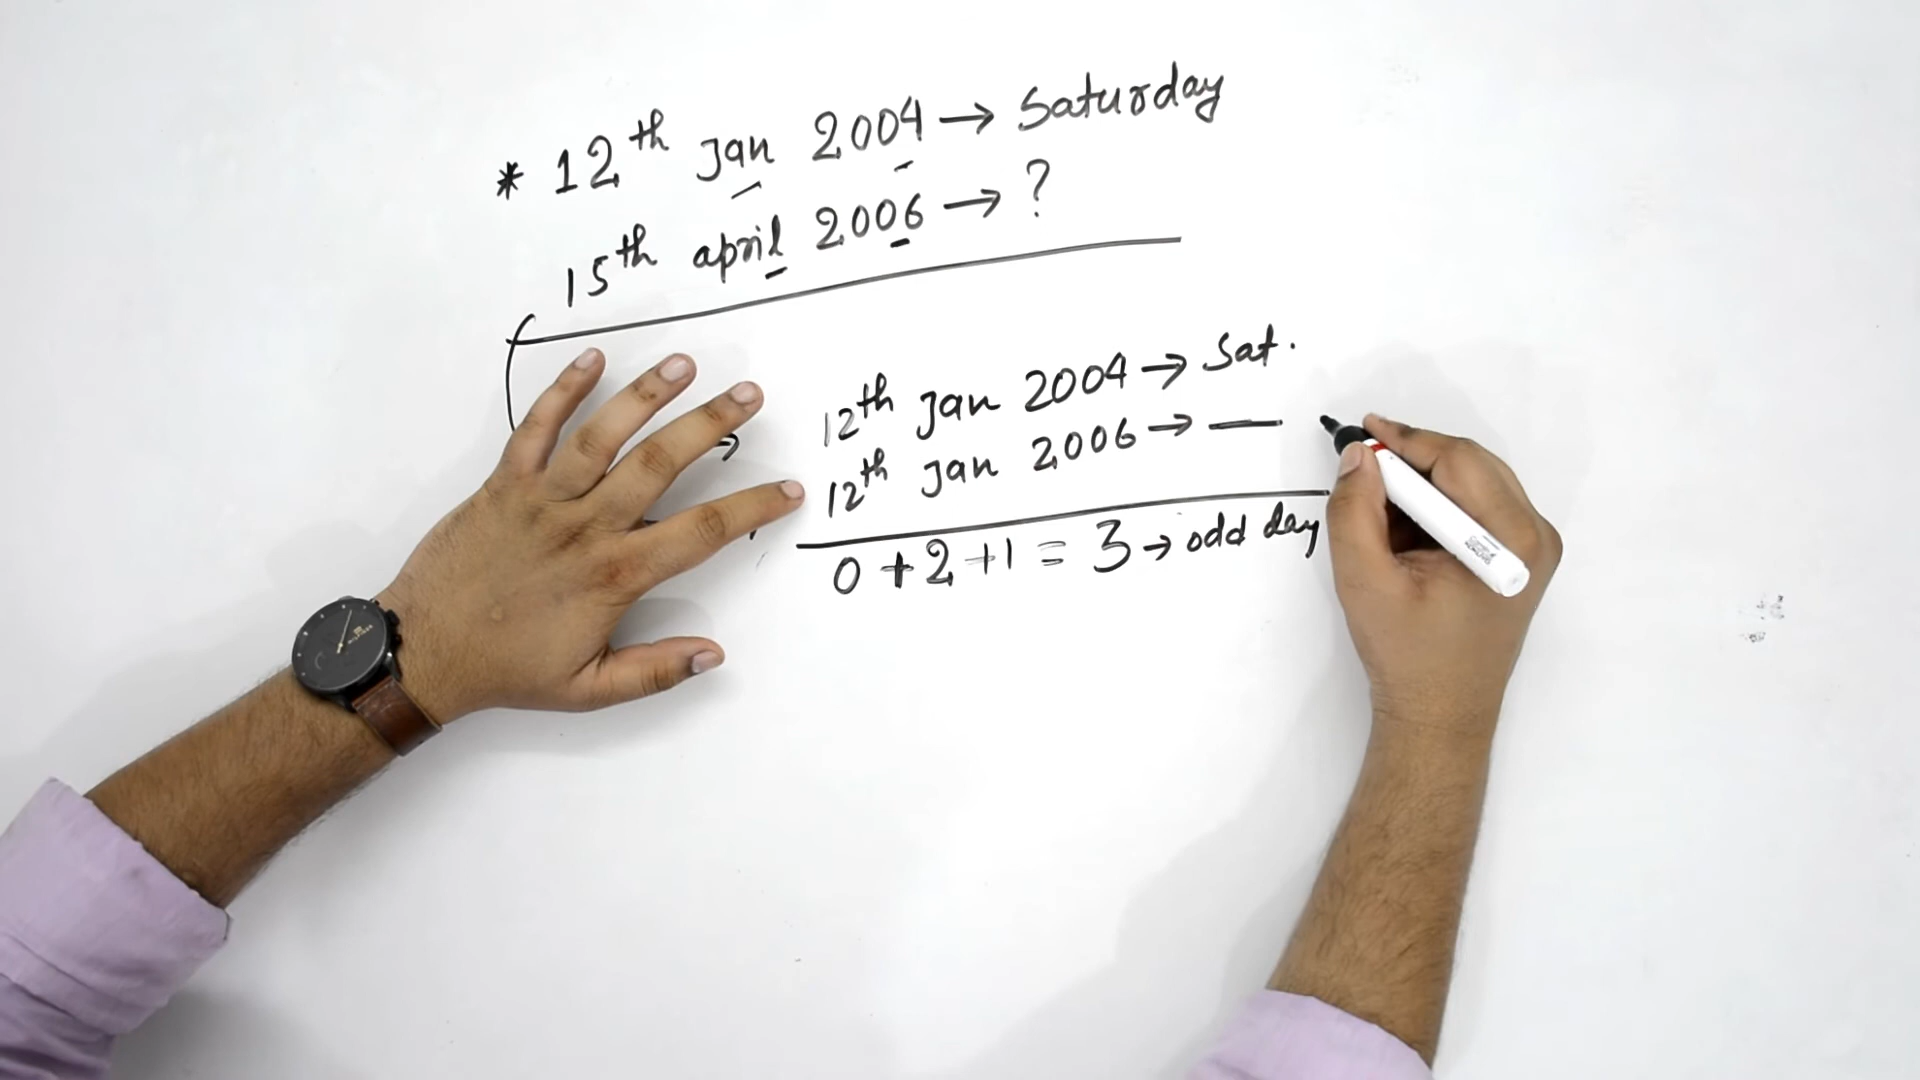 * 12th Jan 2004 → Saturday
15th april 2006 → ?
12th Jan 2004 → Sat.
→ 12th Jan 2006 → —
0 + 2 + 1 = 3 → odd day